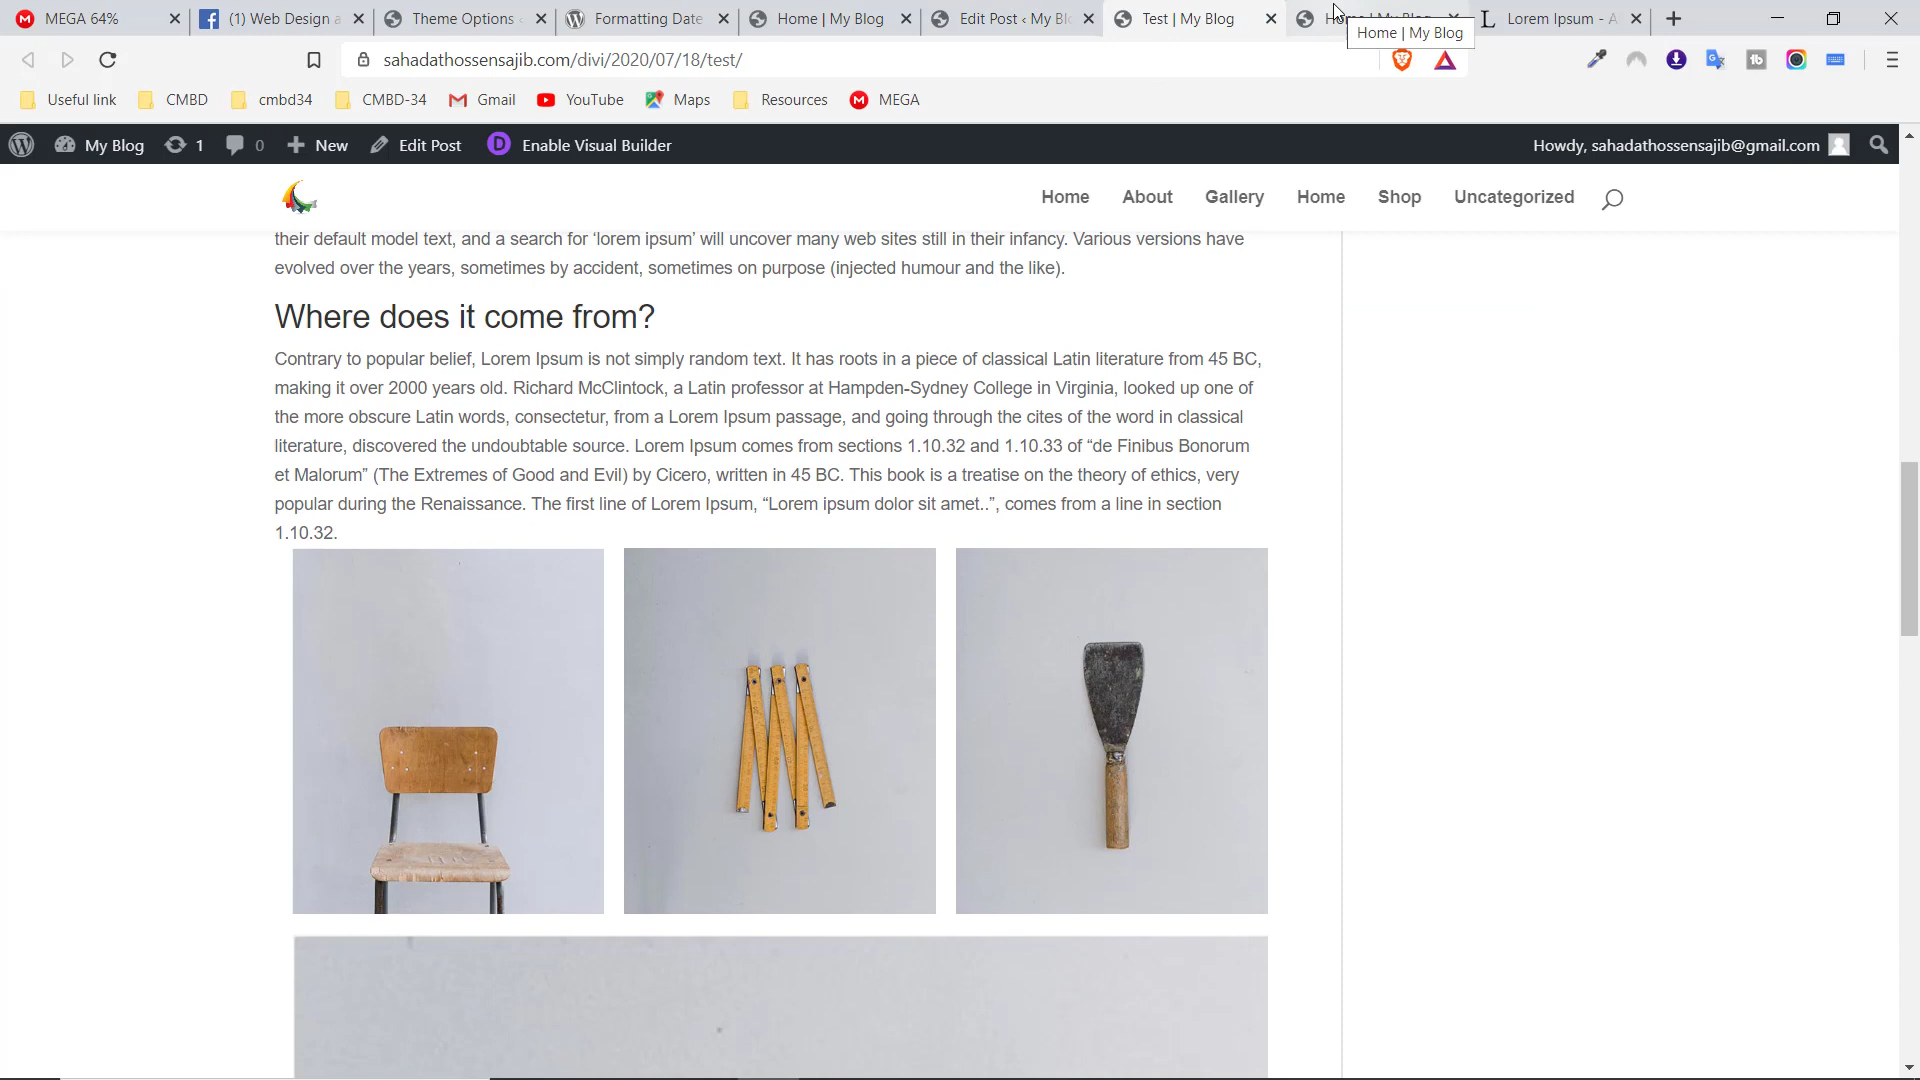 MEGA 64%
(1) Web Design a
Theme Options ‹
Formatting Date
Home | My Blog
Edit Post ‹ My Bl
Test | My Blog
Home | My Blog
Lorem Ipsum - A
Home | My Blog
sahadathossensajib.com/divi/2020/07/18/test/
Useful link
CMBD
cmbd34
CMBD-34
Gmail
YouTube
Maps
Resources
MEGA
My Blog
1
0
New
Edit Post
Enable Visual Builder
Howdy, sahadathossensajib@gmail.com
Home
About
Gallery
Home
Shop
Uncategorized
their default model text, and a search for ‘lorem ipsum’ will uncover many web sites still in their infancy. Various versions have
evolved over the years, sometimes by accident, sometimes on purpose (injected humour and the like).
Where does it come from?
Contrary to popular belief, Lorem Ipsum is not simply random text. It has roots in a piece of classical Latin literature from 45 BC,
making it over 2000 years old. Richard McClintock, a Latin professor at Hampden-Sydney College in Virginia, looked up one of
the more obscure Latin words, consectetur, from a Lorem Ipsum passage, and going through the cites of the word in classical
literature, discovered the undoubtable source. Lorem Ipsum comes from sections 1.10.32 and 1.10.33 of “de Finibus Bonorum
et Malorum” (The Extremes of Good and Evil) by Cicero, written in 45 BC. This book is a treatise on the theory of ethics, very
popular during the Renaissance. The first line of Lorem Ipsum, “Lorem ipsum dolor sit amet..”, comes from a line in section
1.10.32.